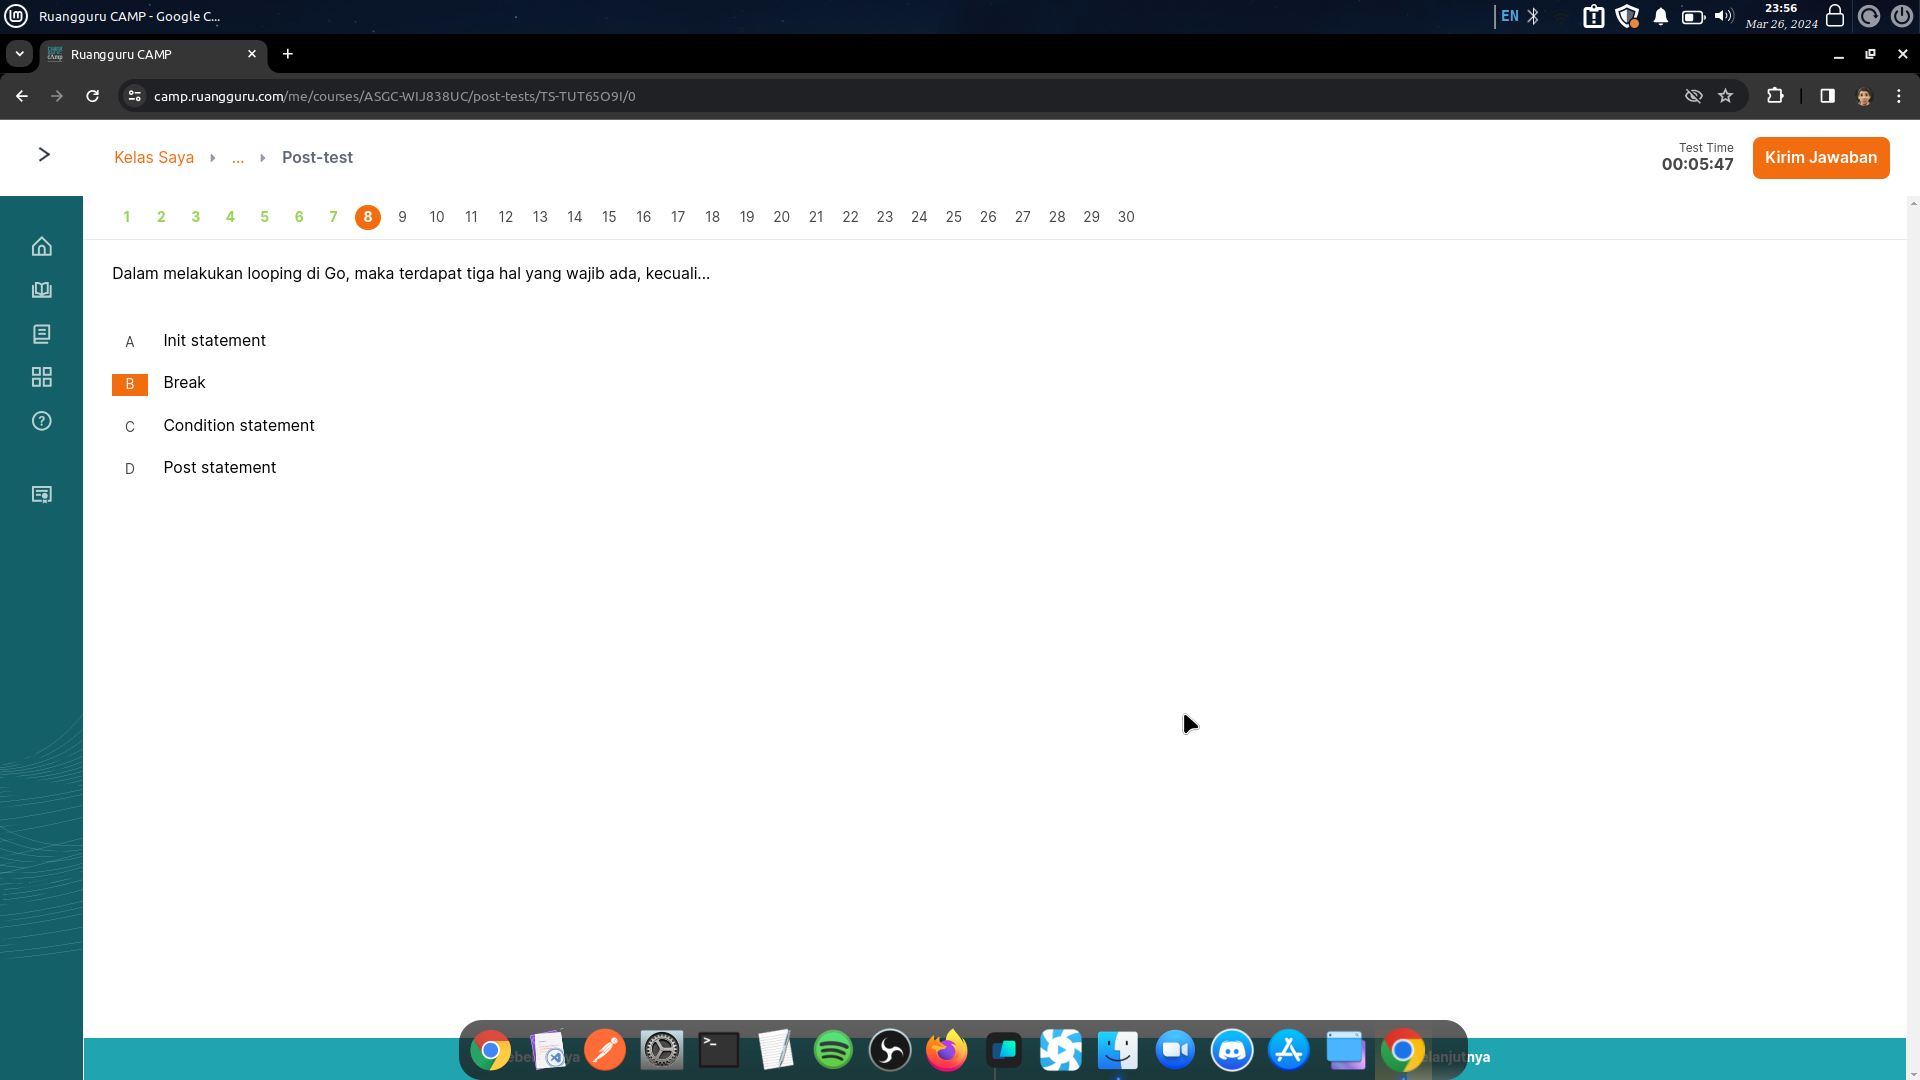 Ruangguru CAMP - Google C...
EN
23:56
Mar 26, 2024
Ruangguru CAMP
camp.ruangguru.com/me/courses/ASGC-WIJ838UC/post-tests/TS-TUT65O9I/0
Kelas Saya ... Post-test
Test Time
00:05:47
Kirim Jawaban
1 2 3 4 5 6 7 8 9 10 11 12 13 14 15 16 17 18 19 20 21 22 23 24 25 26 27 28 29 30
Dalam melakukan looping di Go, maka terdapat tiga hal yang wajib ada, kecuali...
A Init statement
B Break
C Condition statement
D Post statement